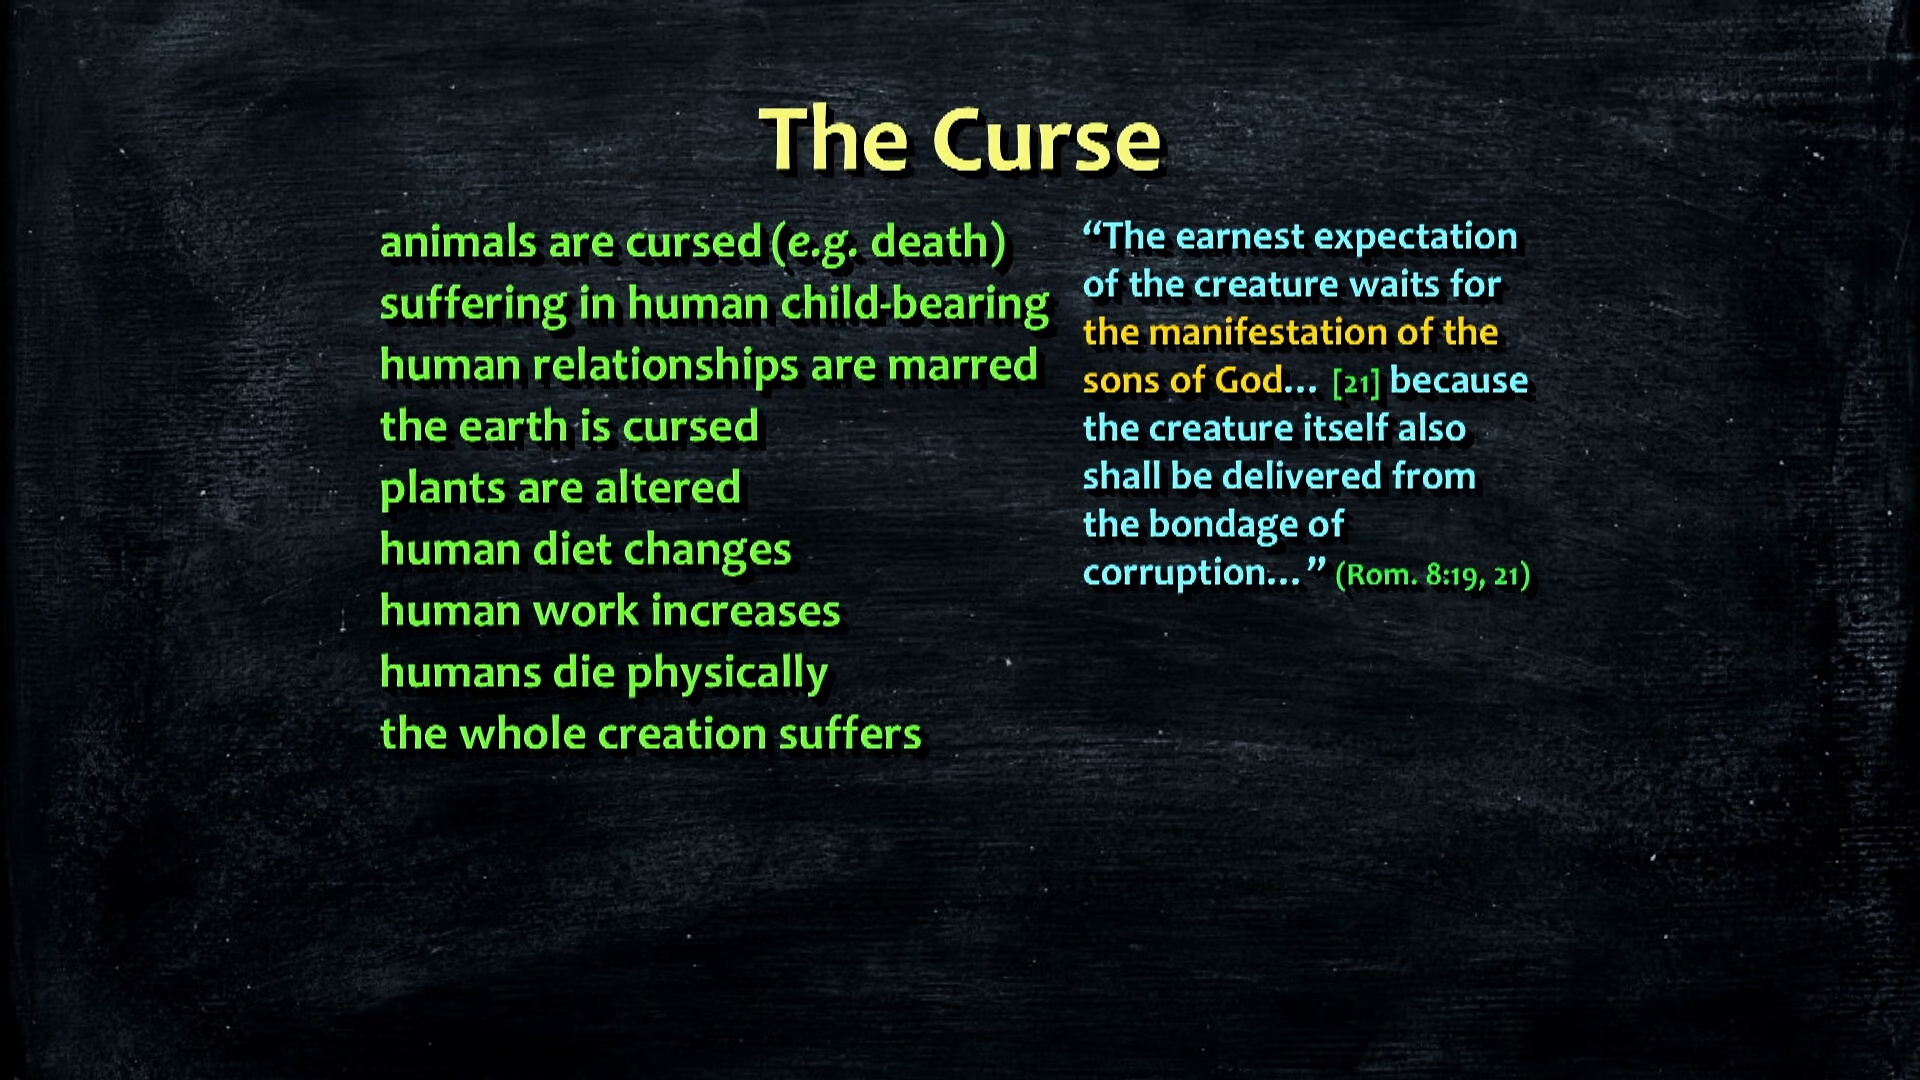 The Curse
animals are cursed (e.g. death)
suffering in human child-bearing
human relationships are marred
the earth is cursed
plants are altered
human diet changes
human work increases
humans die physically
the whole creation suffers
“The earnest expectation
of the creature waits for
the manifestation of the
sons of God… [21] because
the creature itself also
shall be delivered from
the bondage of
corruption…” (Rom. 8:19, 21)